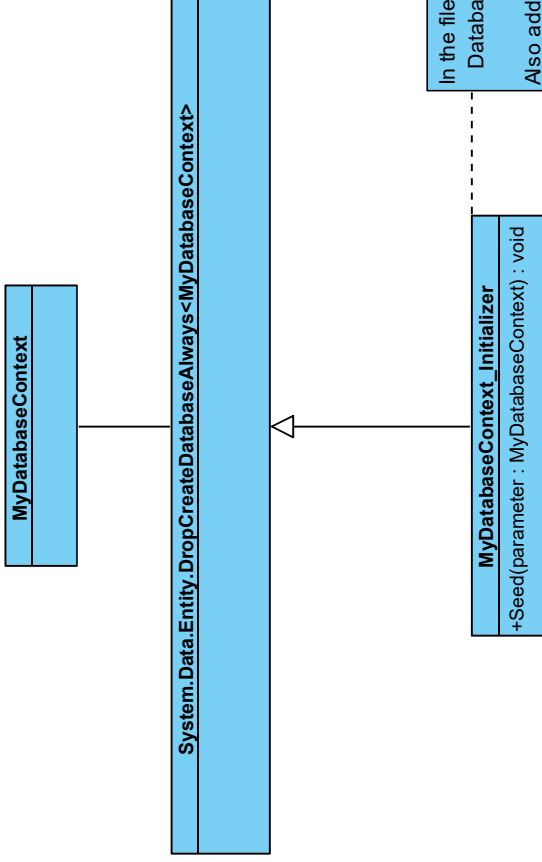 MyDatabaseContext
System.Data.Entity.DropCreateDatabaseAlways<MyDatabaseContext>
MyDatabaseContext_Initializer
+Seed(parameter : MyDatabaseContext) : void
In the file
Databa
Also add